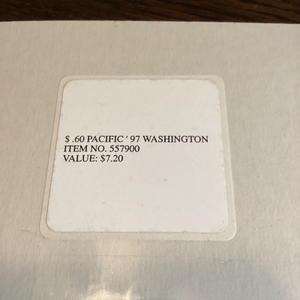 $ .60 PACIFIC ' 97 WASHINGTON
ITEM NO. 557900
VALUE: $7.20